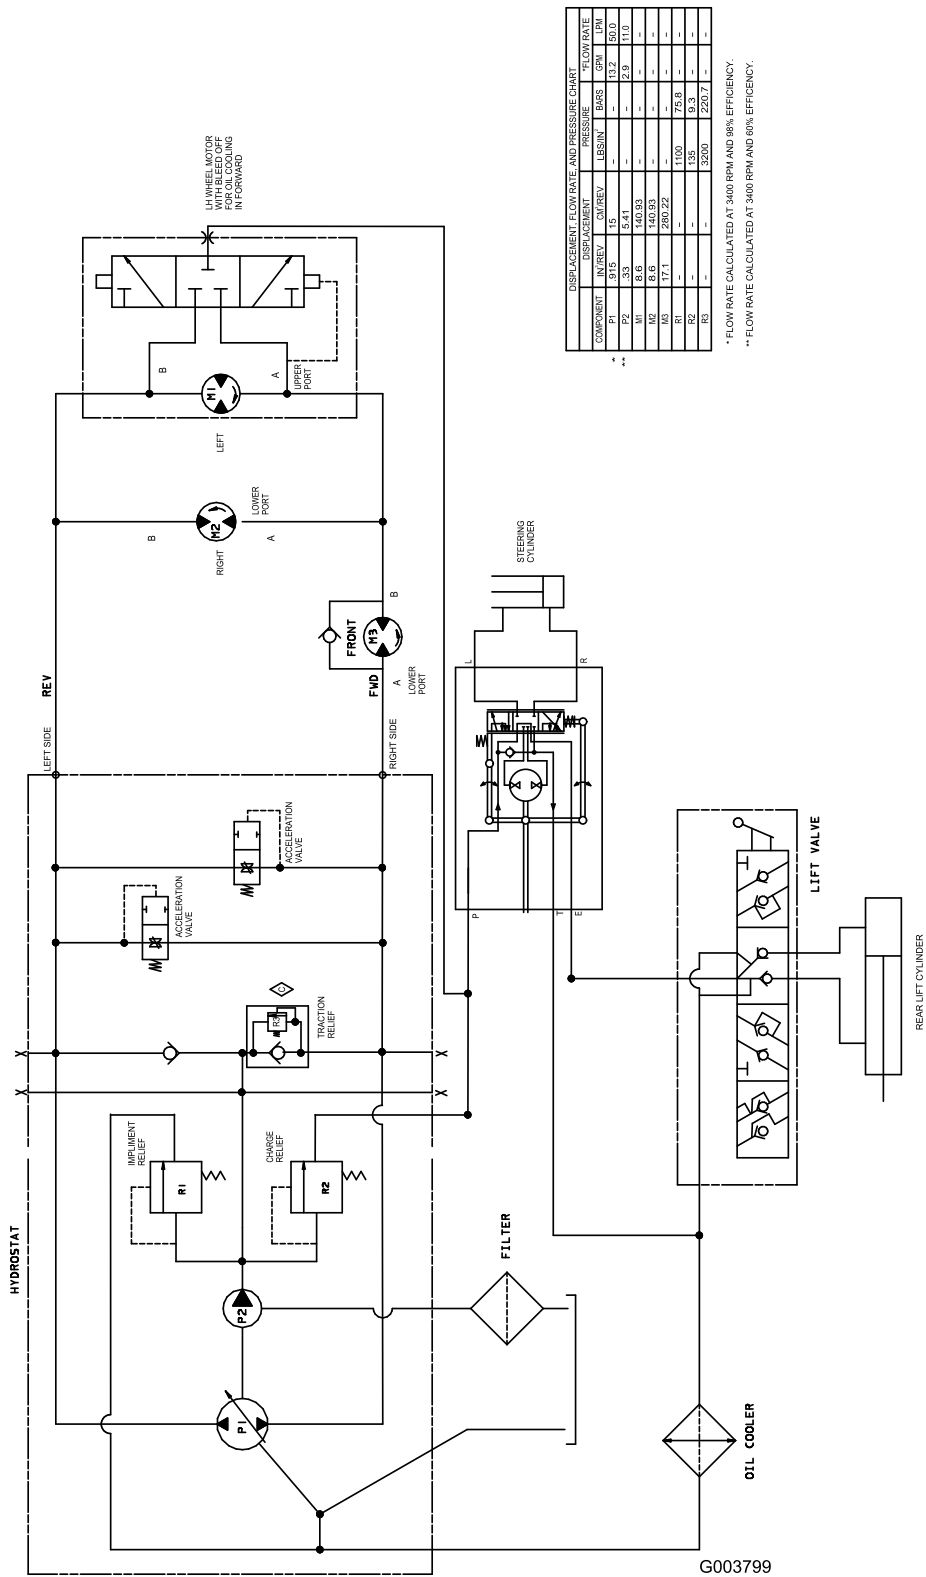 DISPLACEMENT, FLOW RATE, AND PRESSURE CHART
COMPONENT DISPLACEMENT PRESSURE *FLOW RATE
IN³/REV CM³/REV LBS/IN² BARS GPM LPM
* P1 .915 15 – – 13.2 50.0
** P2 .33 5.41 – – 2.9 11.0
M1 8.6 140.93 – – – –
M2 8.6 140.93 – – – –
M3 17.1 280.22 – – – –
R1 – – 1100 75.8 – –
R2 – – 135 9.3 – –
R3 – – 3200 220.7 – –
* FLOW RATE CALCULATED AT 3400 RPM AND 98% EFFICIENCY.
** FLOW RATE CALCULATED AT 3400 RPM AND 60% EFFICIENCY.
LH WHEEL MOTOR
WITH BLEED OFF
FOR OIL COOLING
IN FORWARD
B
A
UPPER
PORT
M1
LEFT
LOWER
PORT
B
A
M2
RIGHT
STEERING
CYLINDER
B
FRONT
M3
A
LOWER
PORT
REV
FWD
LEFT SIDE
RIGHT SIDE
L
R
ACCELERATION
VALVE
ACCELERATION
VALVE
P
T
E
LIFT VALVE
REAR LIFT CYLINDER
C
R3
TRACTION
RELIEF
IMPLIMENT
RELIEF
CHARGE
RELIEF
R1
R2
HYDROSTAT
FILTER
P2
P1
OIL COOLER
G003799